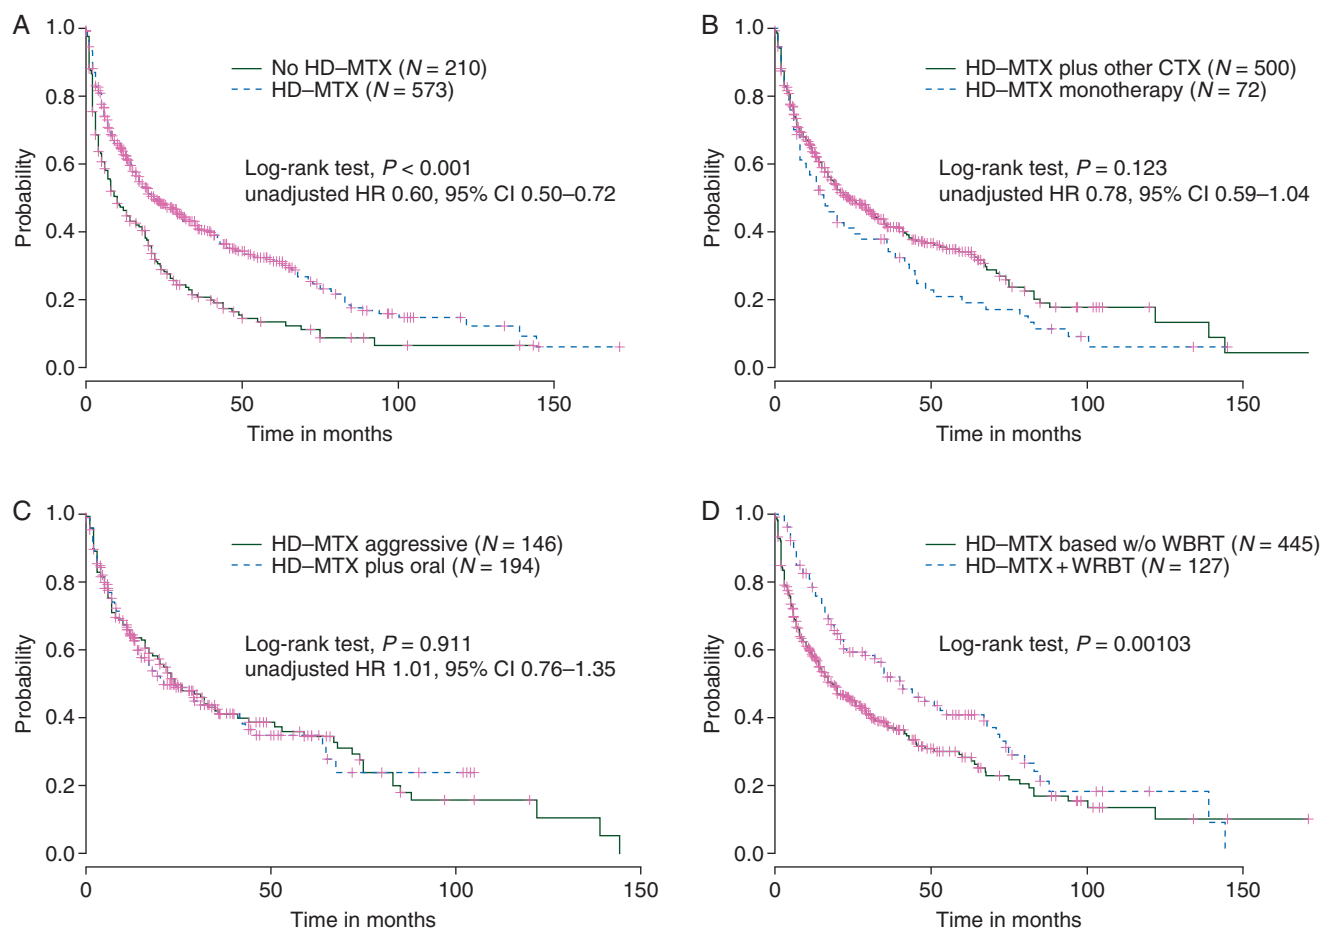 A
1.0
0.8
0.6
0.4
0.2
0.0
Probability
No HD–MTX (N = 210)
HD–MTX (N = 573)
Log-rank test, P < 0.001
unadjusted HR 0.60, 95% CI 0.50–0.72
0 50 100 150
Time in months
B
1.0
0.8
0.6
0.4
0.2
0.0
Probability
HD–MTX plus other CTX (N = 500)
HD–MTX monotherapy (N = 72)
Log-rank test, P = 0.123
unadjusted HR 0.78, 95% CI 0.59–1.04
0 50 100 150
Time in months
C
1.0
0.8
0.6
0.4
0.2
0.0
Probability
HD–MTX aggressive (N = 146)
HD–MTX plus oral (N = 194)
Log-rank test, P = 0.911
unadjusted HR 1.01, 95% CI 0.76–1.35
0 50 100 150
Time in months
D
1.0
0.8
0.6
0.4
0.2
0.0
Probability
HD–MTX based w/o WBRT (N = 445)
HD–MTX + WRBT (N = 127)
Log-rank test, P = 0.00103
0 50 100 150
Time in months